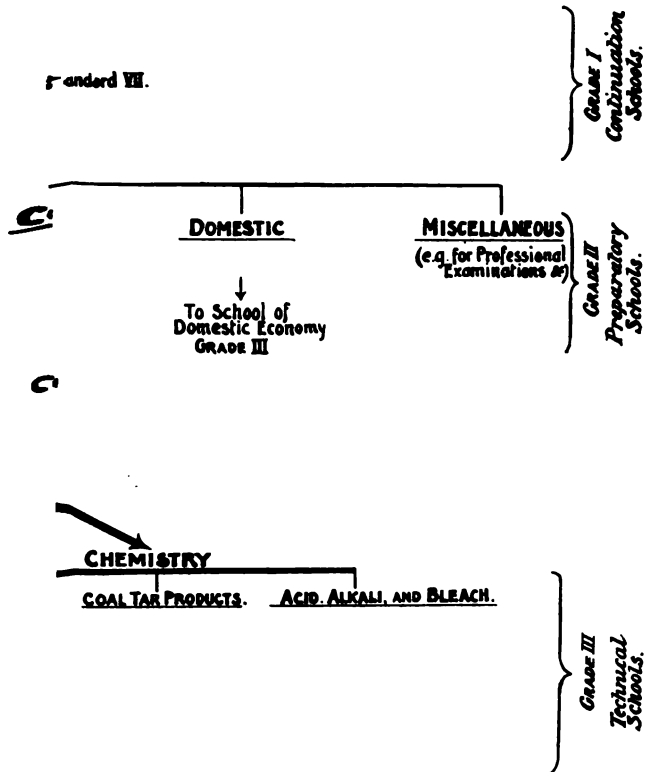 andord VII.
GRADE I
Continuation
Schools.
DOMESTIC
MISCELLANEOUS
(e.g. for Professional
Examinations &c)
To School of
Domestic Economy
GRADE III
GRADE II
Preparatory
Schools.
CHEMISTRY
COAL TAR PRODUCTS.
ACID. ALKALI, AND BLEACH.
GRADE III
Technical
Schools.